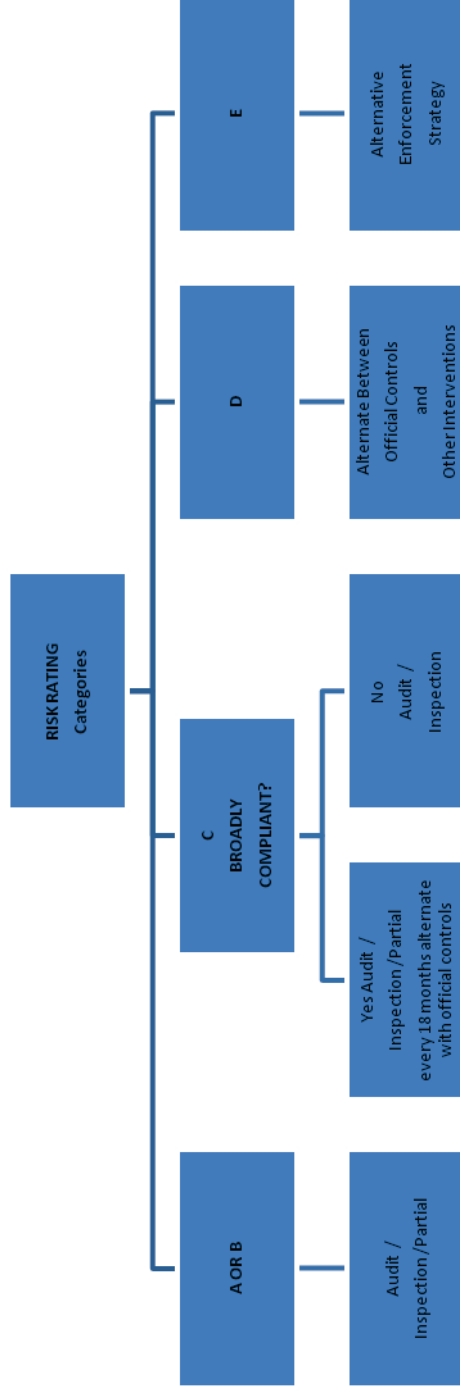 RISK RATING
Categories
A OR B
C
BROADLY
COMPLIANT?
D
E
Audit /
Inspection/Partial
Yes Audit /
Inspection/Partial
every 18 months alternate
with official controls
No
Audit /
Inspection
Alternate Between
Official Controls
and
Other Interventions
Alternative
Enforcement
Strategy